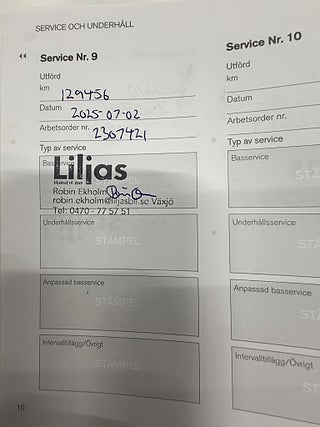 SERVICE OCH UNDERHÅLL
Service Nr. 9
Utförd
km 129456
Datum 2025-07-02
Arbetsorder nr. 2307421
Typ av service
Basservice
Liljas
Robin Ekholm
robin.ekholm@liljasbil.se Växjö
Tel: 0470 - 77 57 51
Underhållsservice
STÄMPEL
Anpassad basservice
STÄMPEL
Intervalltillägg/Övrigt
STÄMPEL
10
Service Nr. 10
Utförd
km
Datum
Arbetsorder nr.
Typ av service
Basservice
Underhållsservice
Anpassad basservice
Intervalltillägg/Övrigt